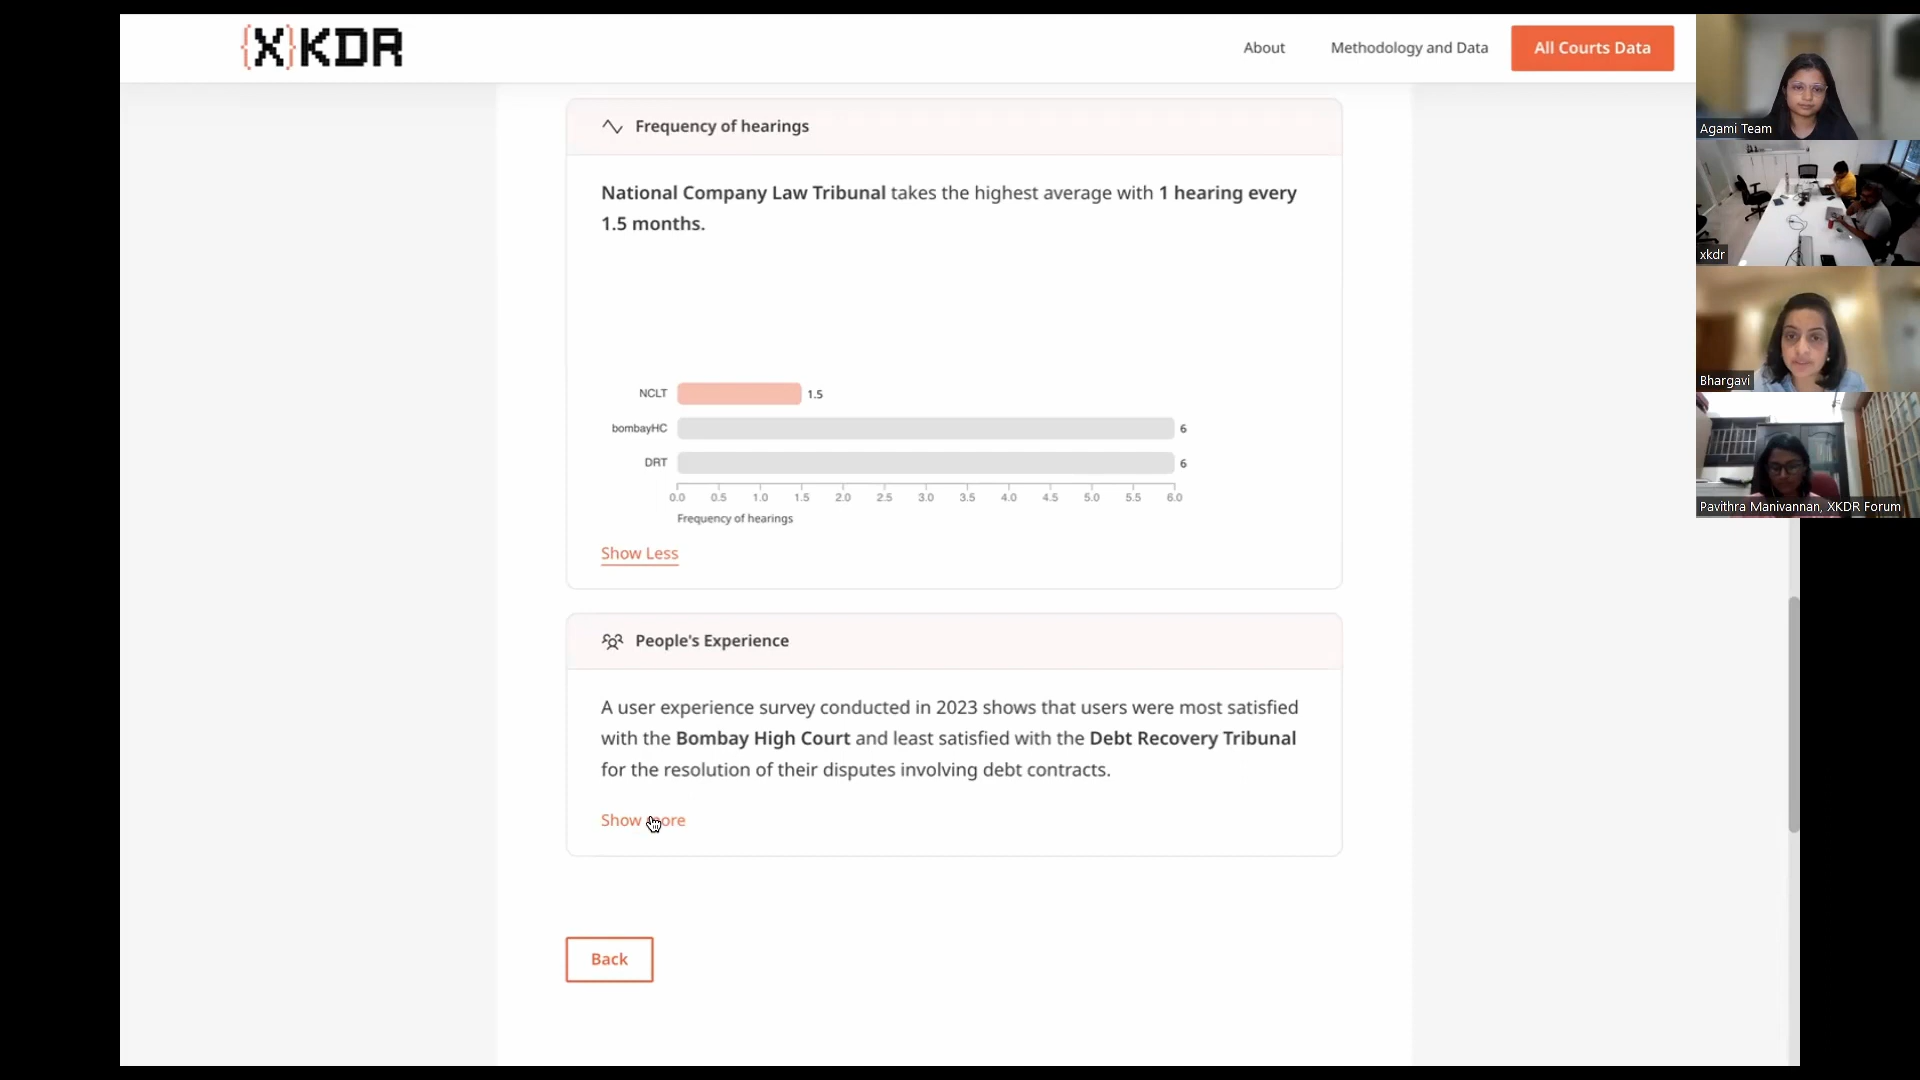 {X}KDR
About
Methodology and Data
All Courts Data
Frequency of hearings
National Company Law Tribunal takes the highest average with 1 hearing every
1.5 months.
NCLT
1.5
bombayHC
6
DRT
6
0.0 0.5 1.0 1.5 2.0 2.5 3.0 3.5 4.0 4.5 5.0 5.5 6.0
Frequency of hearings
Show Less
People's Experience
A user experience survey conducted in 2023 shows that users were most satisfied
with the Bombay High Court and least satisfied with the Debt Recovery Tribunal
for the resolution of their disputes involving debt contracts.
Show more
Back
Agami Team
xkdr
Bhargavi
Pavithra Manivannan, XKDR Forum